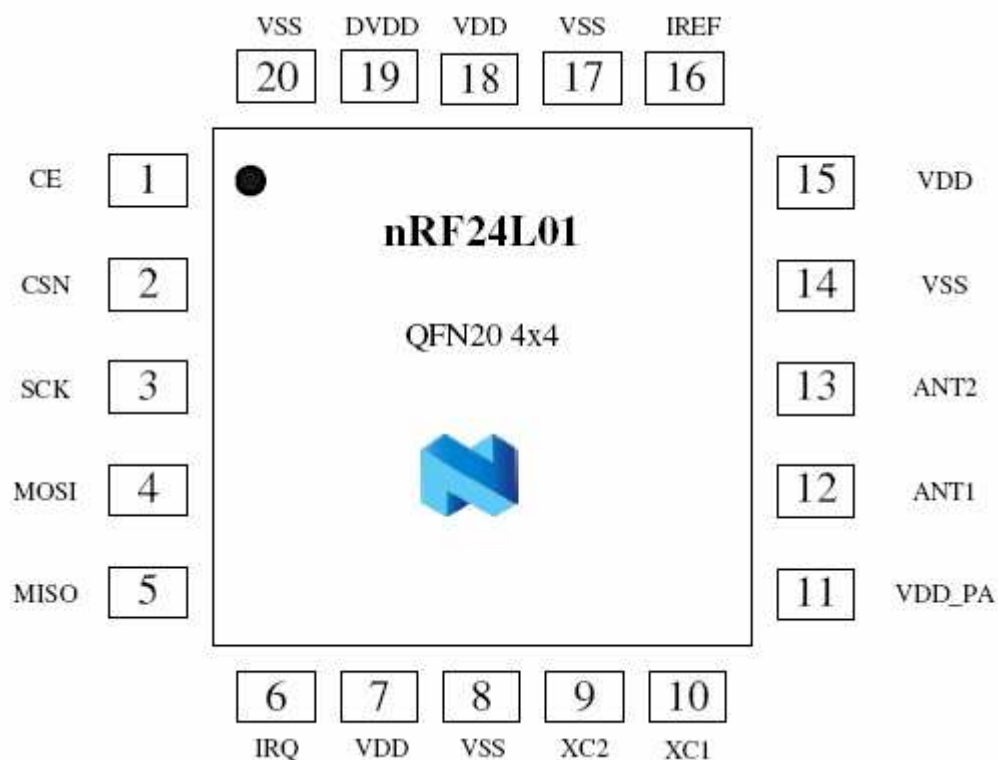 VSS DVDD VDD VSS IREF
20 19 18 17 16
CE 1 15 VDD
nRF24L01
CSN 2 14 VSS
QFN20 4x4
SCK 3 13 ANT2
MOSI 4 12 ANT1
MISO 5 11 VDD_PA
6 7 8 9 10
IRQ VDD VSS XC2 XC1